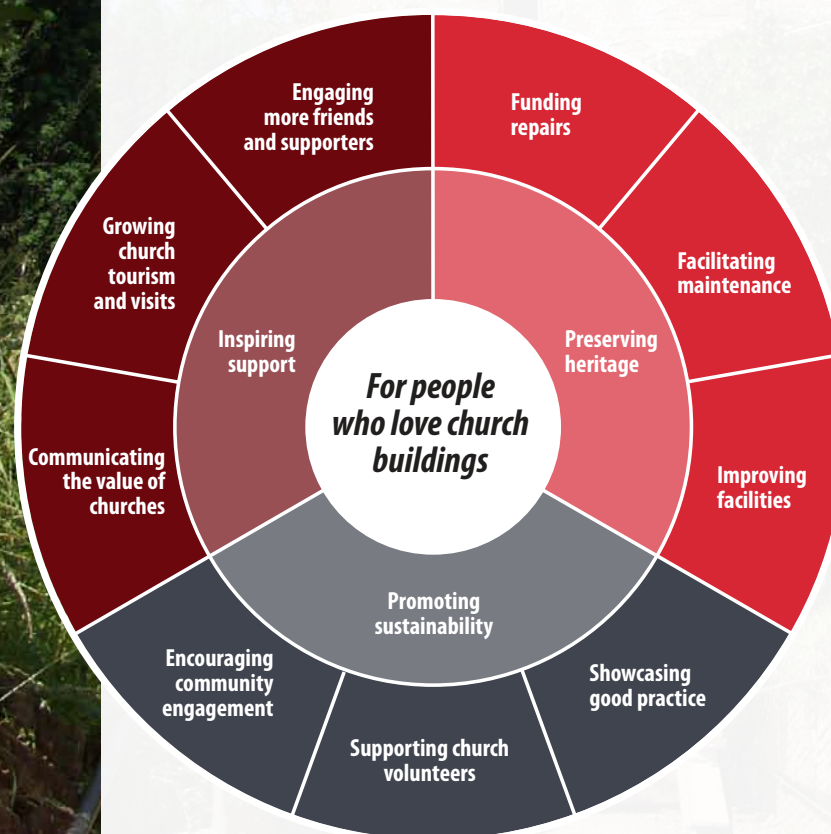 For people
who love church
buildings
Preserving
heritage
Funding
repairs
Facilitating
maintenance
Improving
facilities
Promoting
sustainability
Showcasing
good practice
Supporting church
volunteers
Encouraging
community
engagement
Inspiring
support
Communicating
the value of
churches
Growing
church
tourism
and visits
Engaging
more friends
and supporters